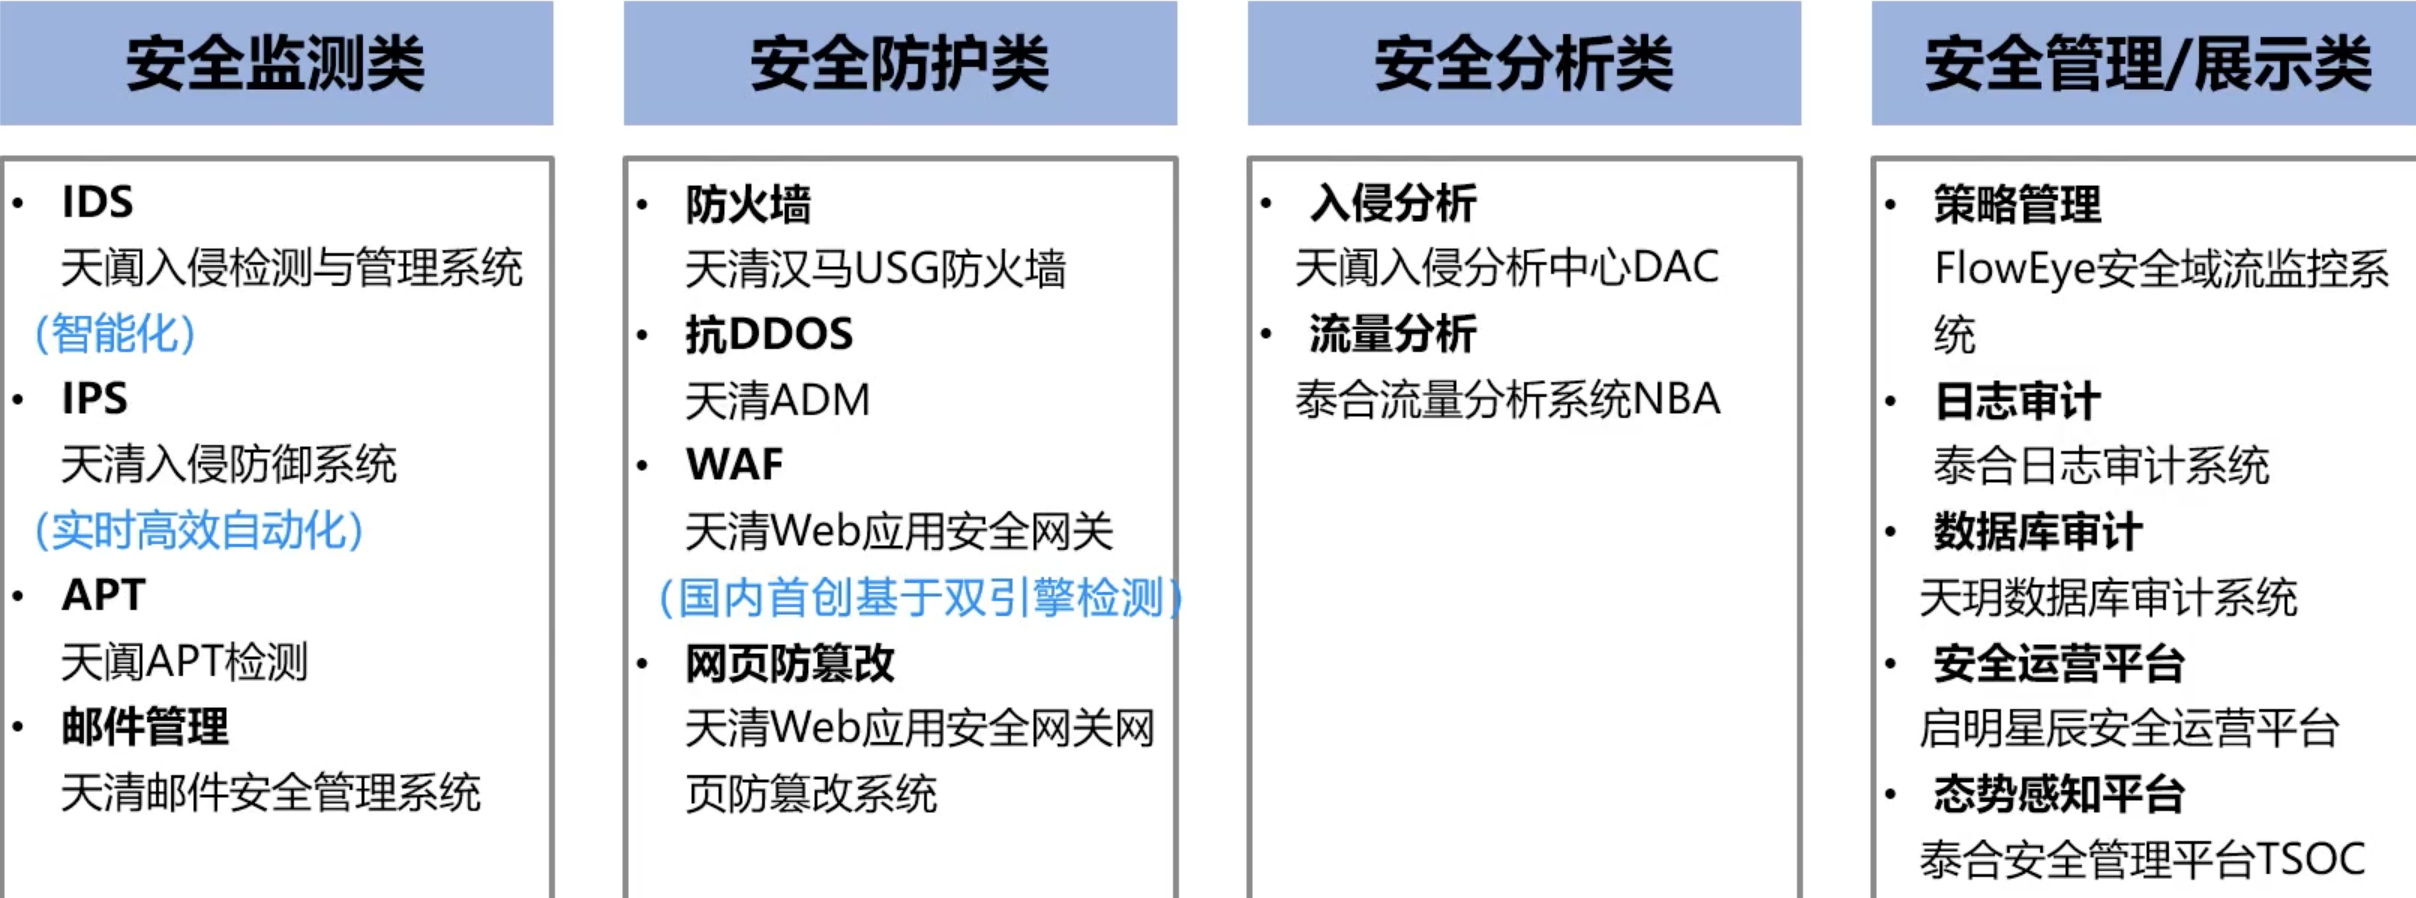 安全监测类
• IDS
天阗入侵检测与管理系统
（智能化）
• IPS
天清入侵防御系统
（实时高效自动化）
• APT
天阗APT检测
• 邮件管理
天清邮件安全管理系统
安全防护类
• 防火墙
天清汉马USG防火墙
• 抗DDOS
天清ADM
• WAF
天清Web应用安全网关
（国内首创基于双引擎检测）
• 网页防篡改
天清Web应用安全网关网
页防篡改系统
安全分析类
• 入侵分析
天阗入侵分析中心DAC
• 流量分析
泰合流量分析系统NBA
安全管理/展示类
• 策略管理
FlowEye安全域流监控系
统
• 日志审计
泰合日志审计系统
• 数据库审计
天玥数据库审计系统
• 安全运营平台
启明星辰安全运营平台
• 态势感知平台
泰合安全管理平台TSOC